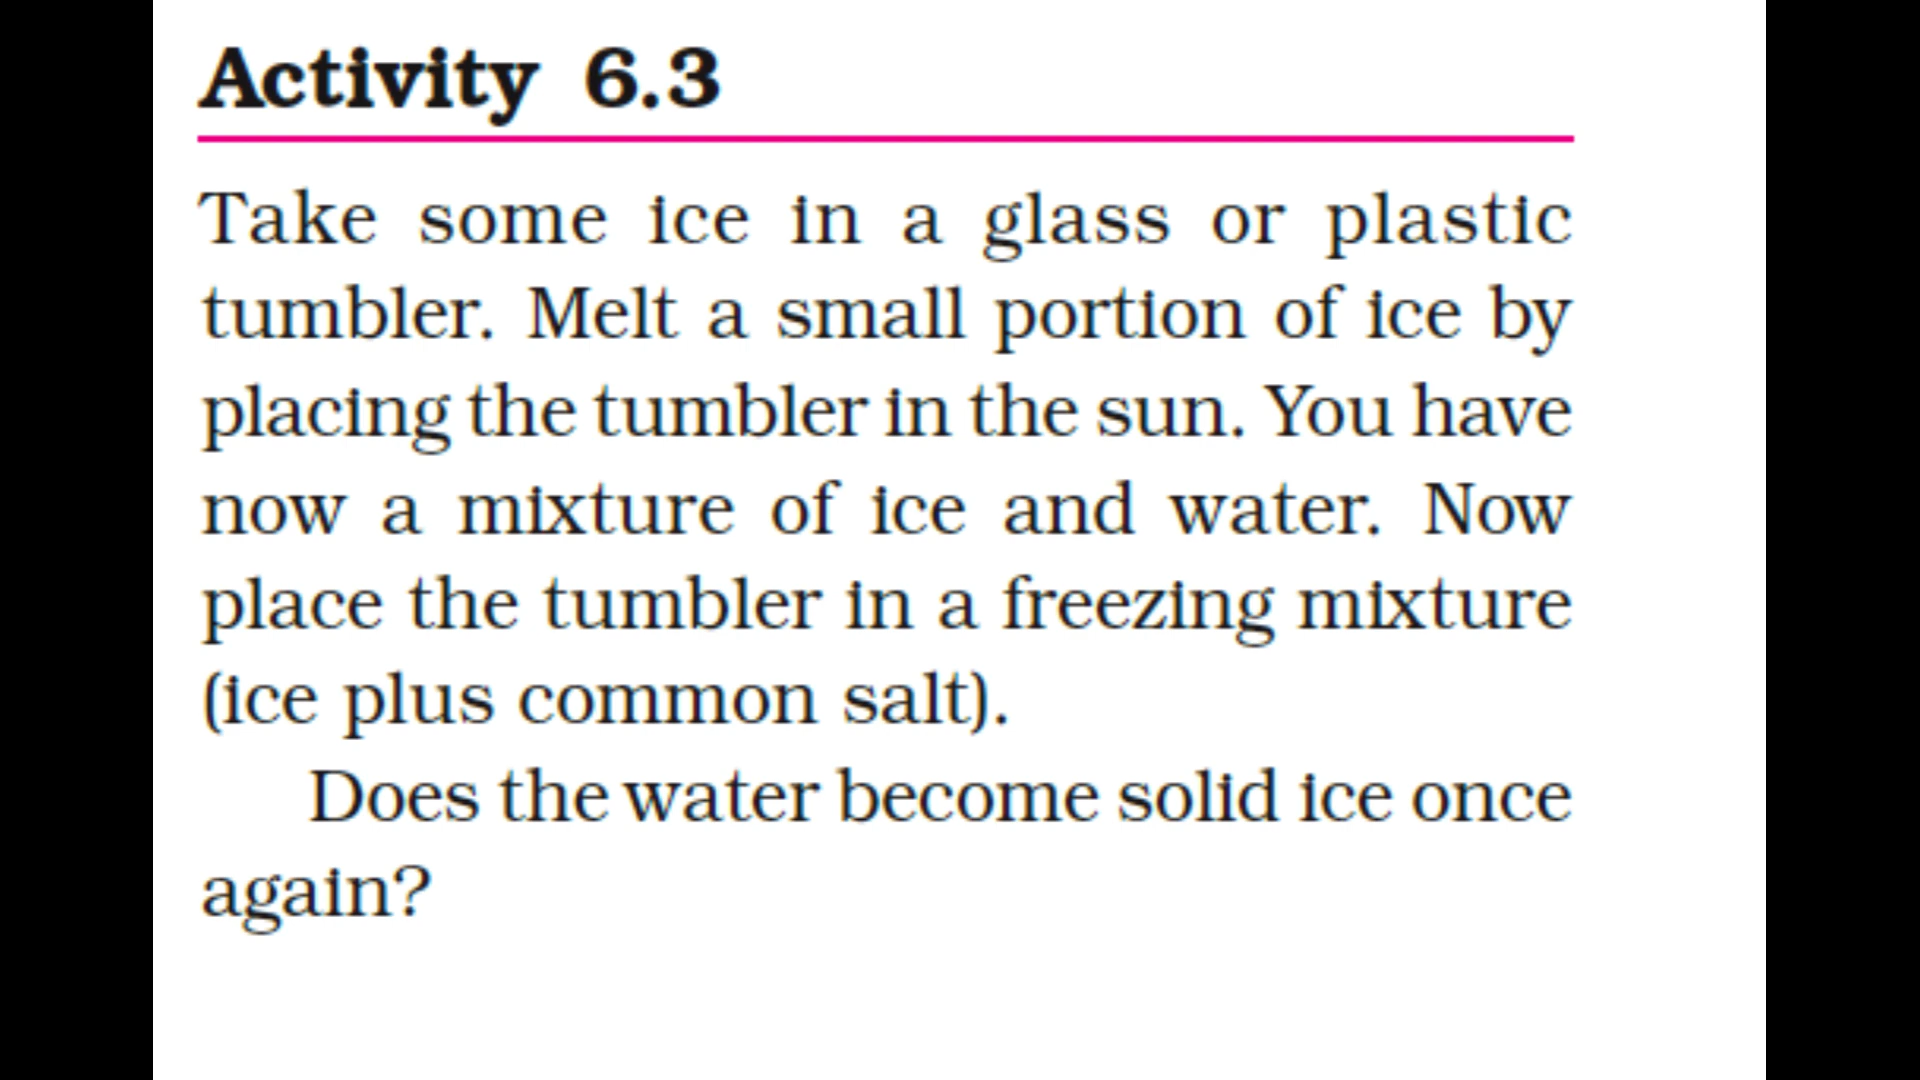 Activity 6.3
Take some ice in a glass or plastic
tumbler. Melt a small portion of ice by
placing the tumbler in the sun. You have
now a mixture of ice and water. Now
place the tumbler in a freezing mixture
(ice plus common salt).
Does the water become solid ice once
again?